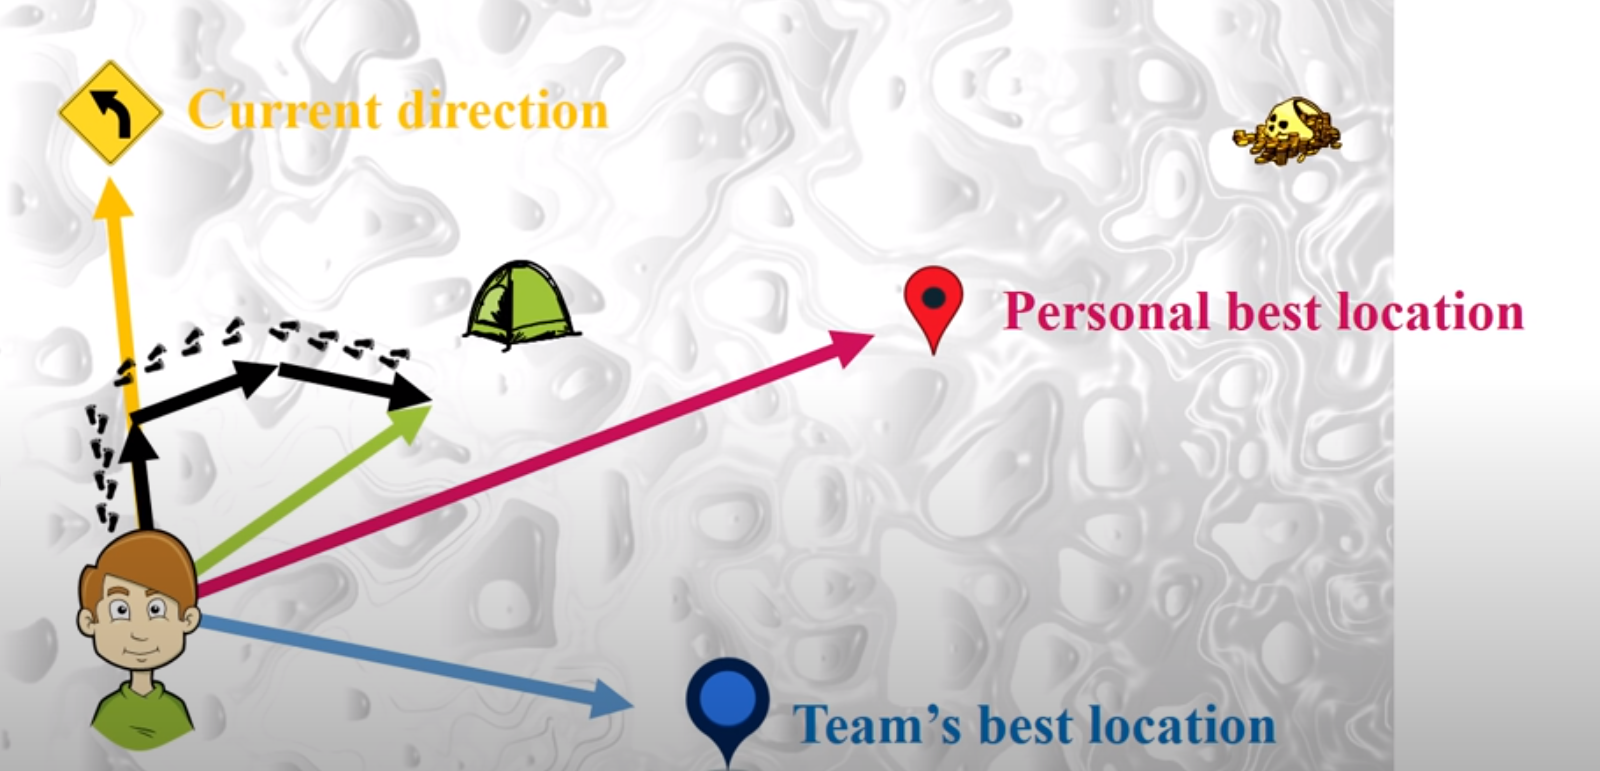 Current direction
Personal best location
Team's best location